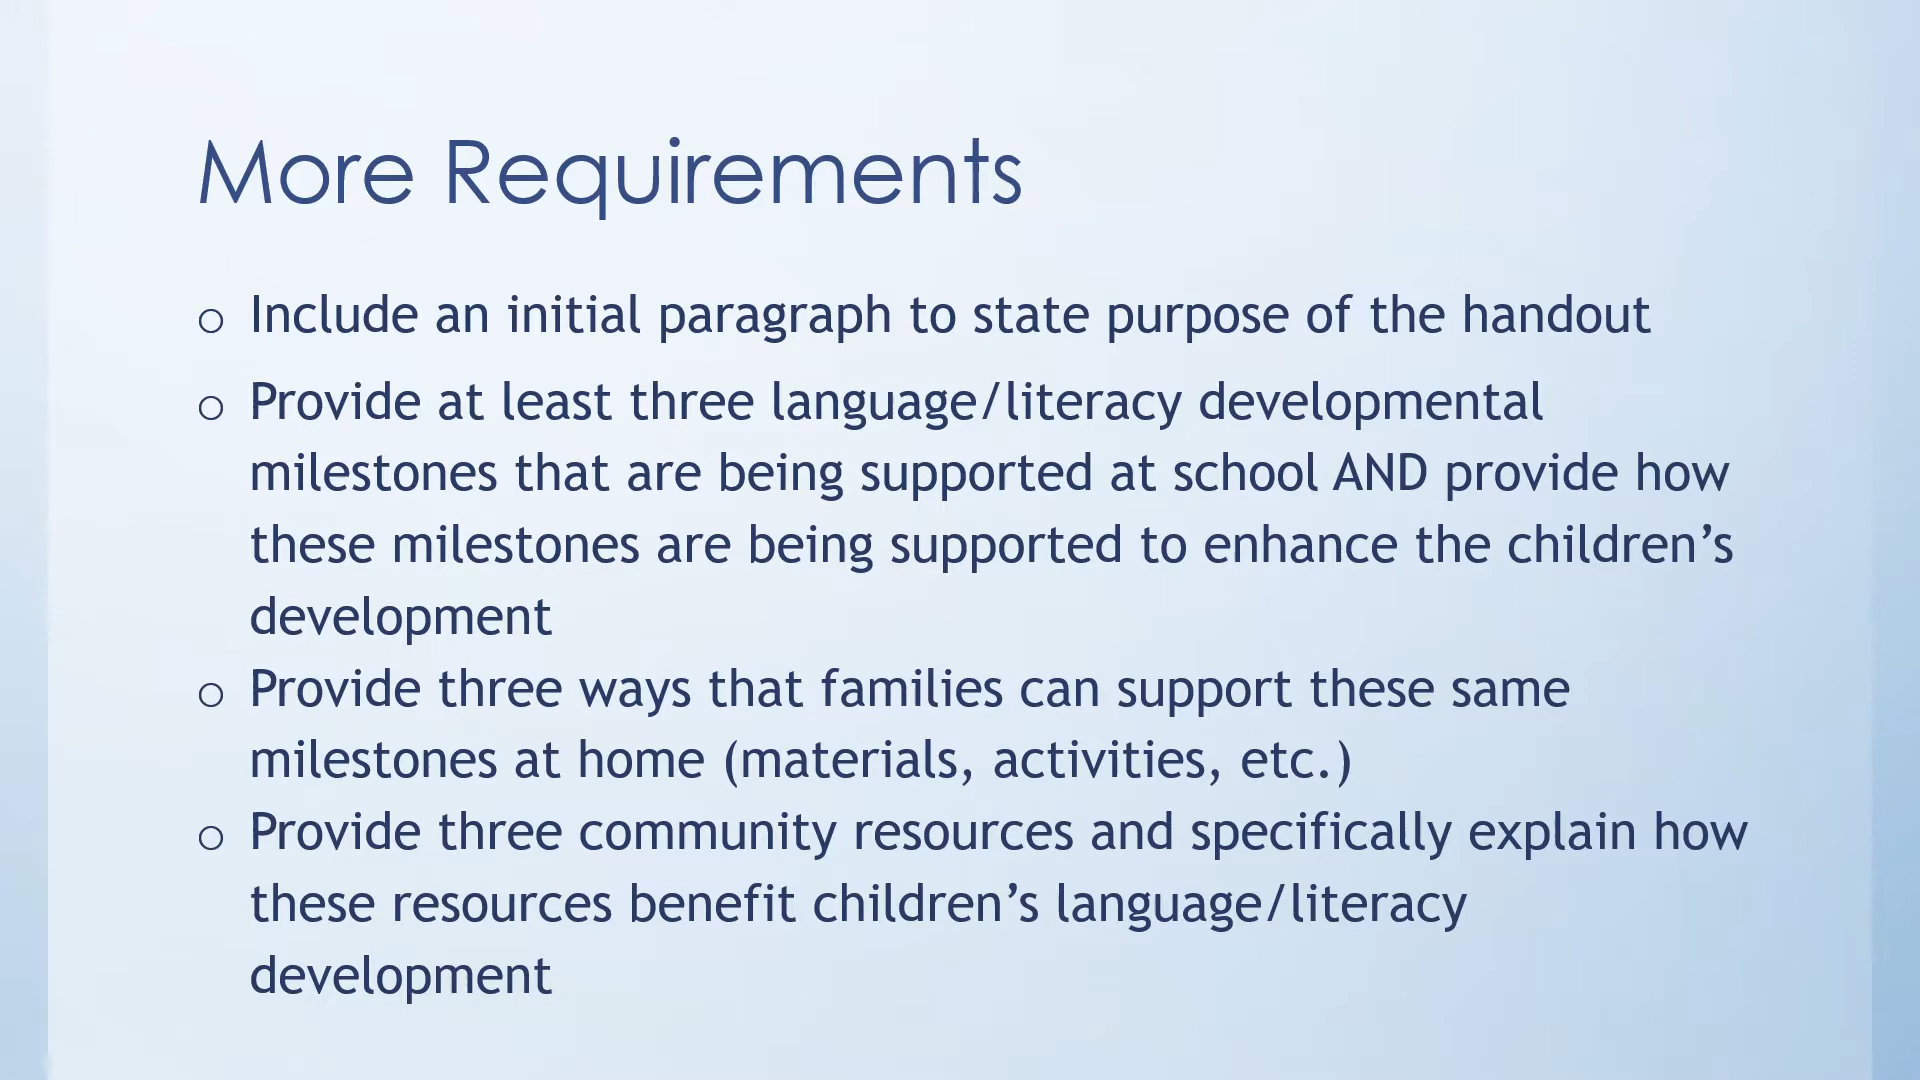 More Requirements
o Include an initial paragraph to state purpose of the handout
o Provide at least three language/literacy developmental
milestones that are being supported at school AND provide how
these milestones are being supported to enhance the children’s
development
o Provide three ways that families can support these same
milestones at home (materials, activities, etc.)
o Provide three community resources and specifically explain how
these resources benefit children’s language/literacy
development